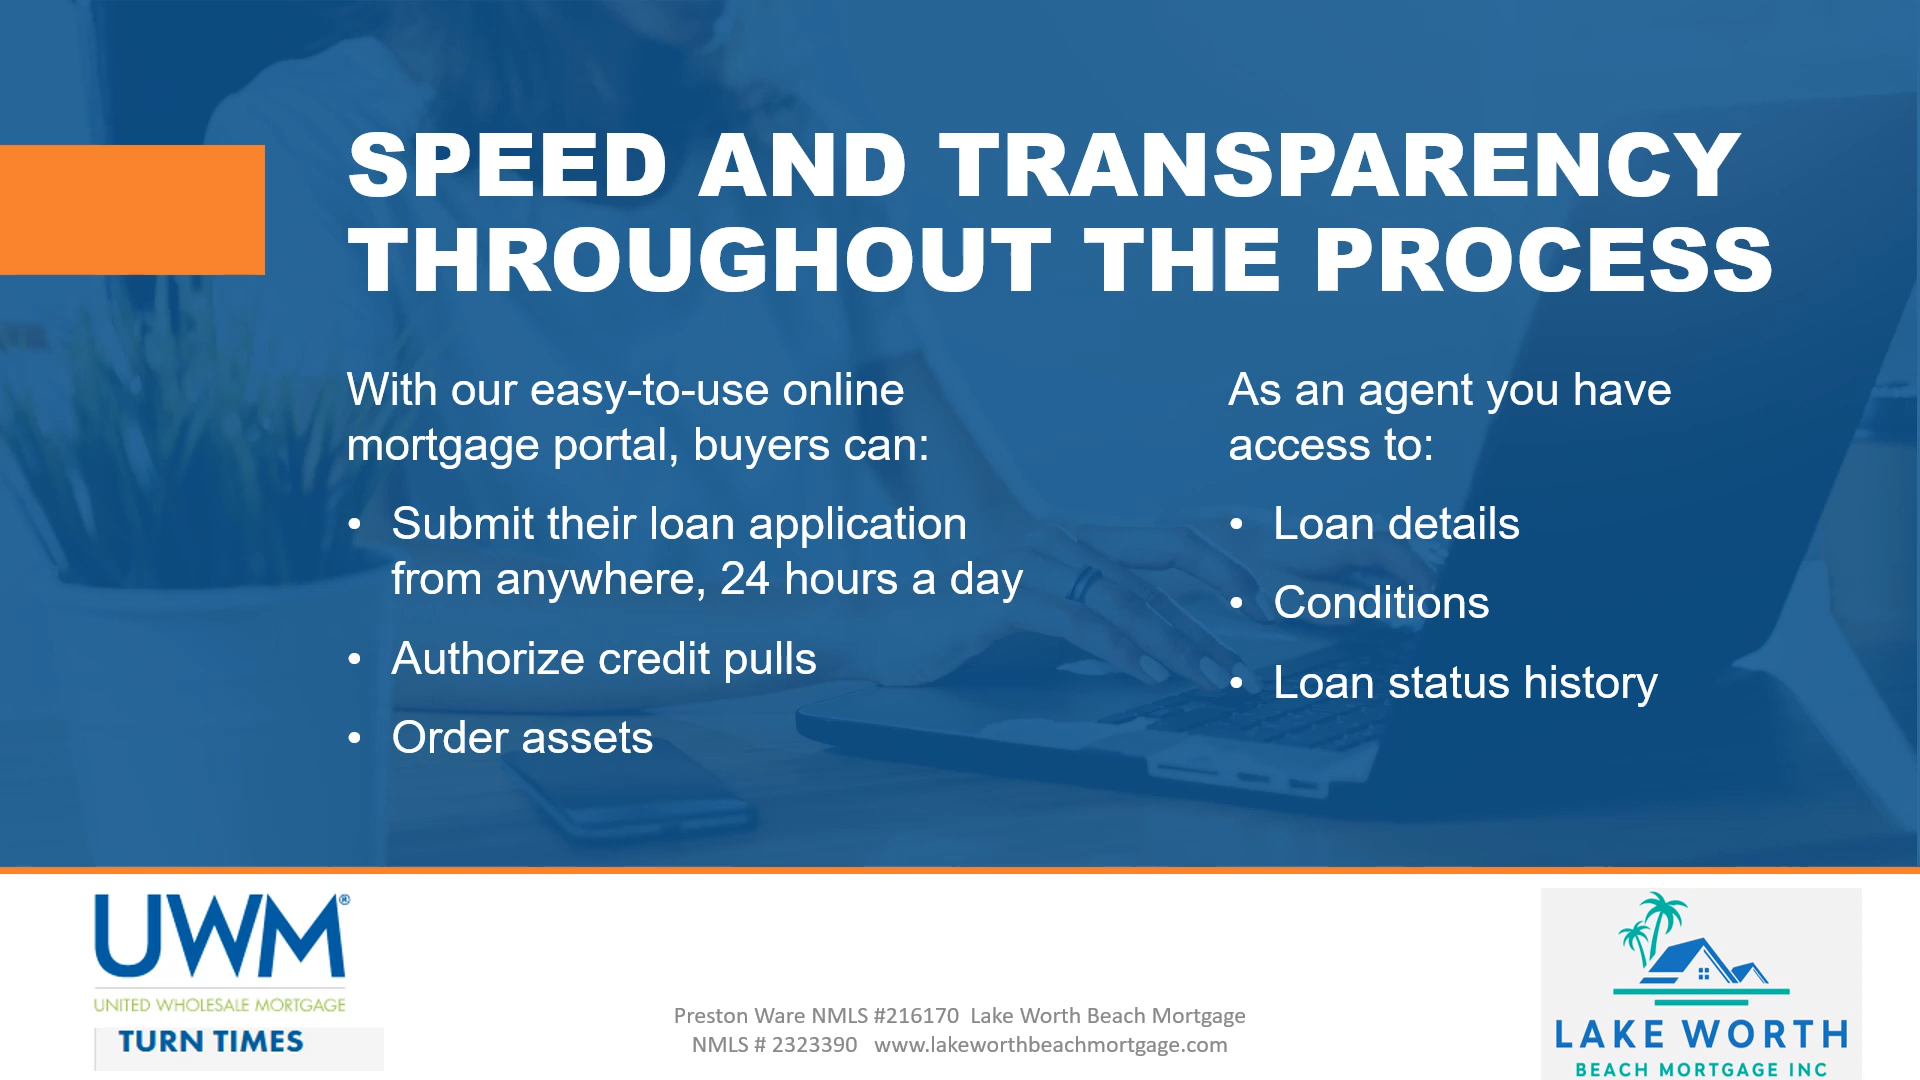 SPEED AND TRANSPARENCY
THROUGHOUT THE PROCESS
With our easy-to-use online
mortgage portal, buyers can:
• Submit their loan application
from anywhere, 24 hours a day
• Authorize credit pulls
• Order assets
As an agent you have
access to:
• Loan details
• Conditions
• Loan status history
UWM®
UNITED WHOLESALE MORTGAGE
TURN TIMES
Preston Ware NMLS #216170  Lake Worth Beach Mortgage
NMLS # 2323390   www.lakeworthbeachmortgage.com
LAKE WORTH
BEACH MORTGAGE INC